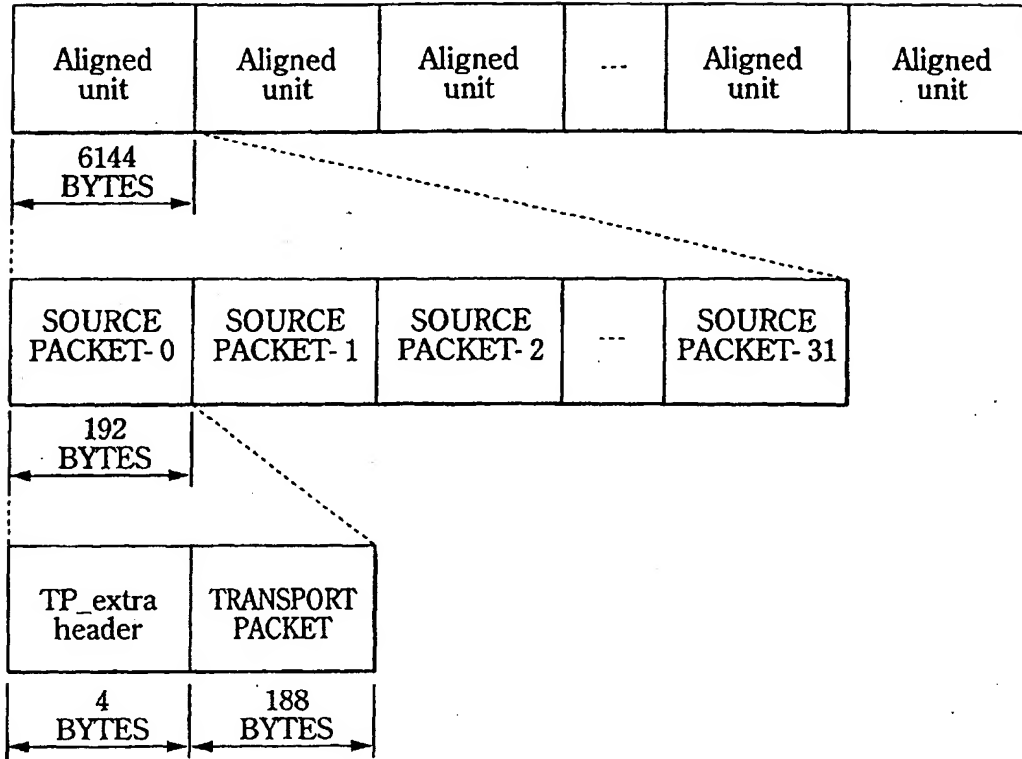 Aligned unit
Aligned unit
Aligned unit
---
Aligned unit
Aligned unit
6144 BYTES
SOURCE PACKET-0
SOURCE PACKET-1
SOURCE PACKET-2
---
SOURCE PACKET-31
192 BYTES
TP_extra header
TRANSPORT PACKET
4 BYTES
188 BYTES